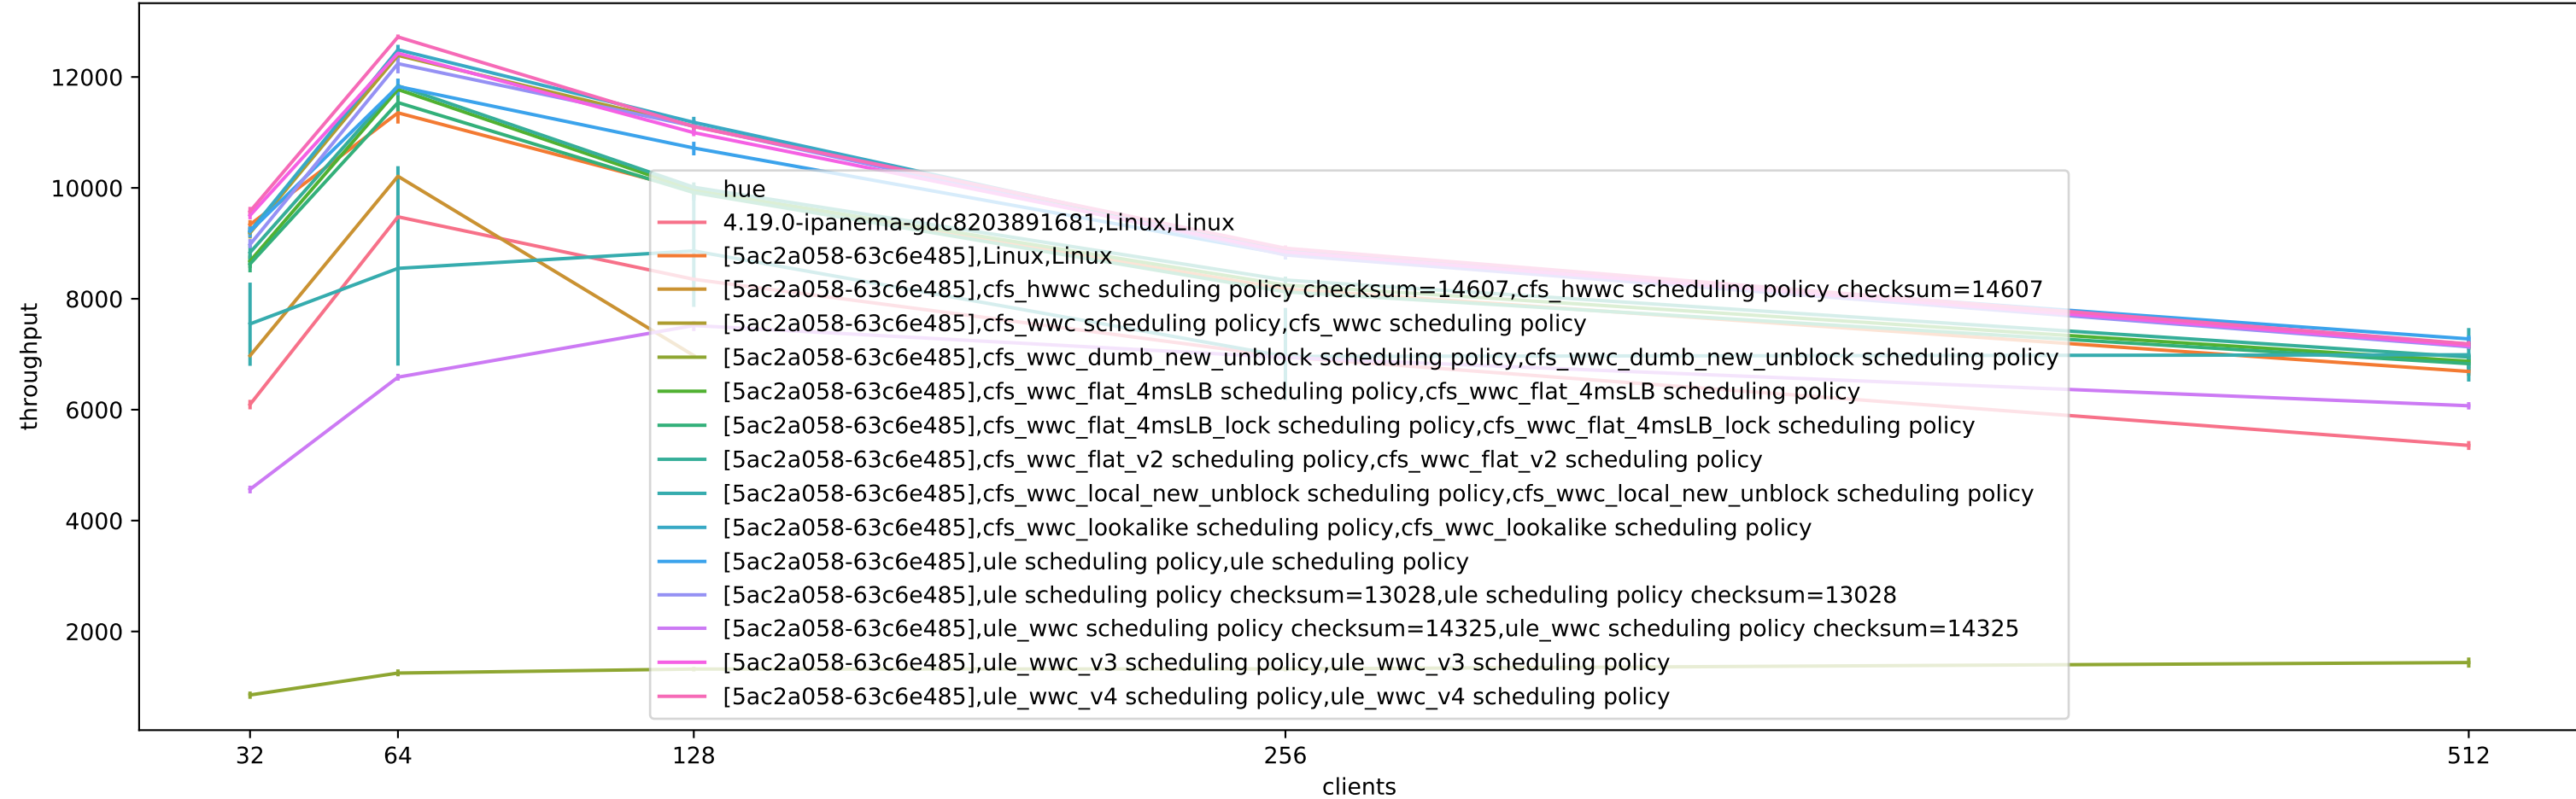 12000
10000
8000
6000
4000
2000
throughput
hue
4.19.0-ipanema-gdc8203891681,Linux,Linux
[5ac2a058-63c6e485],Linux,Linux
[5ac2a058-63c6e485],cfs_hwwc scheduling policy checksum=14607,cfs_hwwc scheduling policy checksum=14607
[5ac2a058-63c6e485],cfs_wwc scheduling policy,cfs_wwc scheduling policy
[5ac2a058-63c6e485],cfs_wwc_dumb_new_unblock scheduling policy,cfs_wwc_dumb_new_unblock scheduling policy
[5ac2a058-63c6e485],cfs_wwc_flat_4msLB scheduling policy,cfs_wwc_flat_4msLB scheduling policy
[5ac2a058-63c6e485],cfs_wwc_flat_4msLB_lock scheduling policy,cfs_wwc_flat_4msLB_lock scheduling policy
[5ac2a058-63c6e485],cfs_wwc_flat_v2 scheduling policy,cfs_wwc_flat_v2 scheduling policy
[5ac2a058-63c6e485],cfs_wwc_local_new_unblock scheduling policy,cfs_wwc_local_new_unblock scheduling policy
[5ac2a058-63c6e485],cfs_wwc_lookalike scheduling policy,cfs_wwc_lookalike scheduling policy
[5ac2a058-63c6e485],ule scheduling policy,ule scheduling policy
[5ac2a058-63c6e485],ule scheduling policy checksum=13028,ule scheduling policy checksum=13028
[5ac2a058-63c6e485],ule_wwc scheduling policy checksum=14325,ule_wwc scheduling policy checksum=14325
[5ac2a058-63c6e485],ule_wwc_v3 scheduling policy,ule_wwc_v3 scheduling policy
[5ac2a058-63c6e485],ule_wwc_v4 scheduling policy,ule_wwc_v4 scheduling policy
32 64 128 256 512
clients